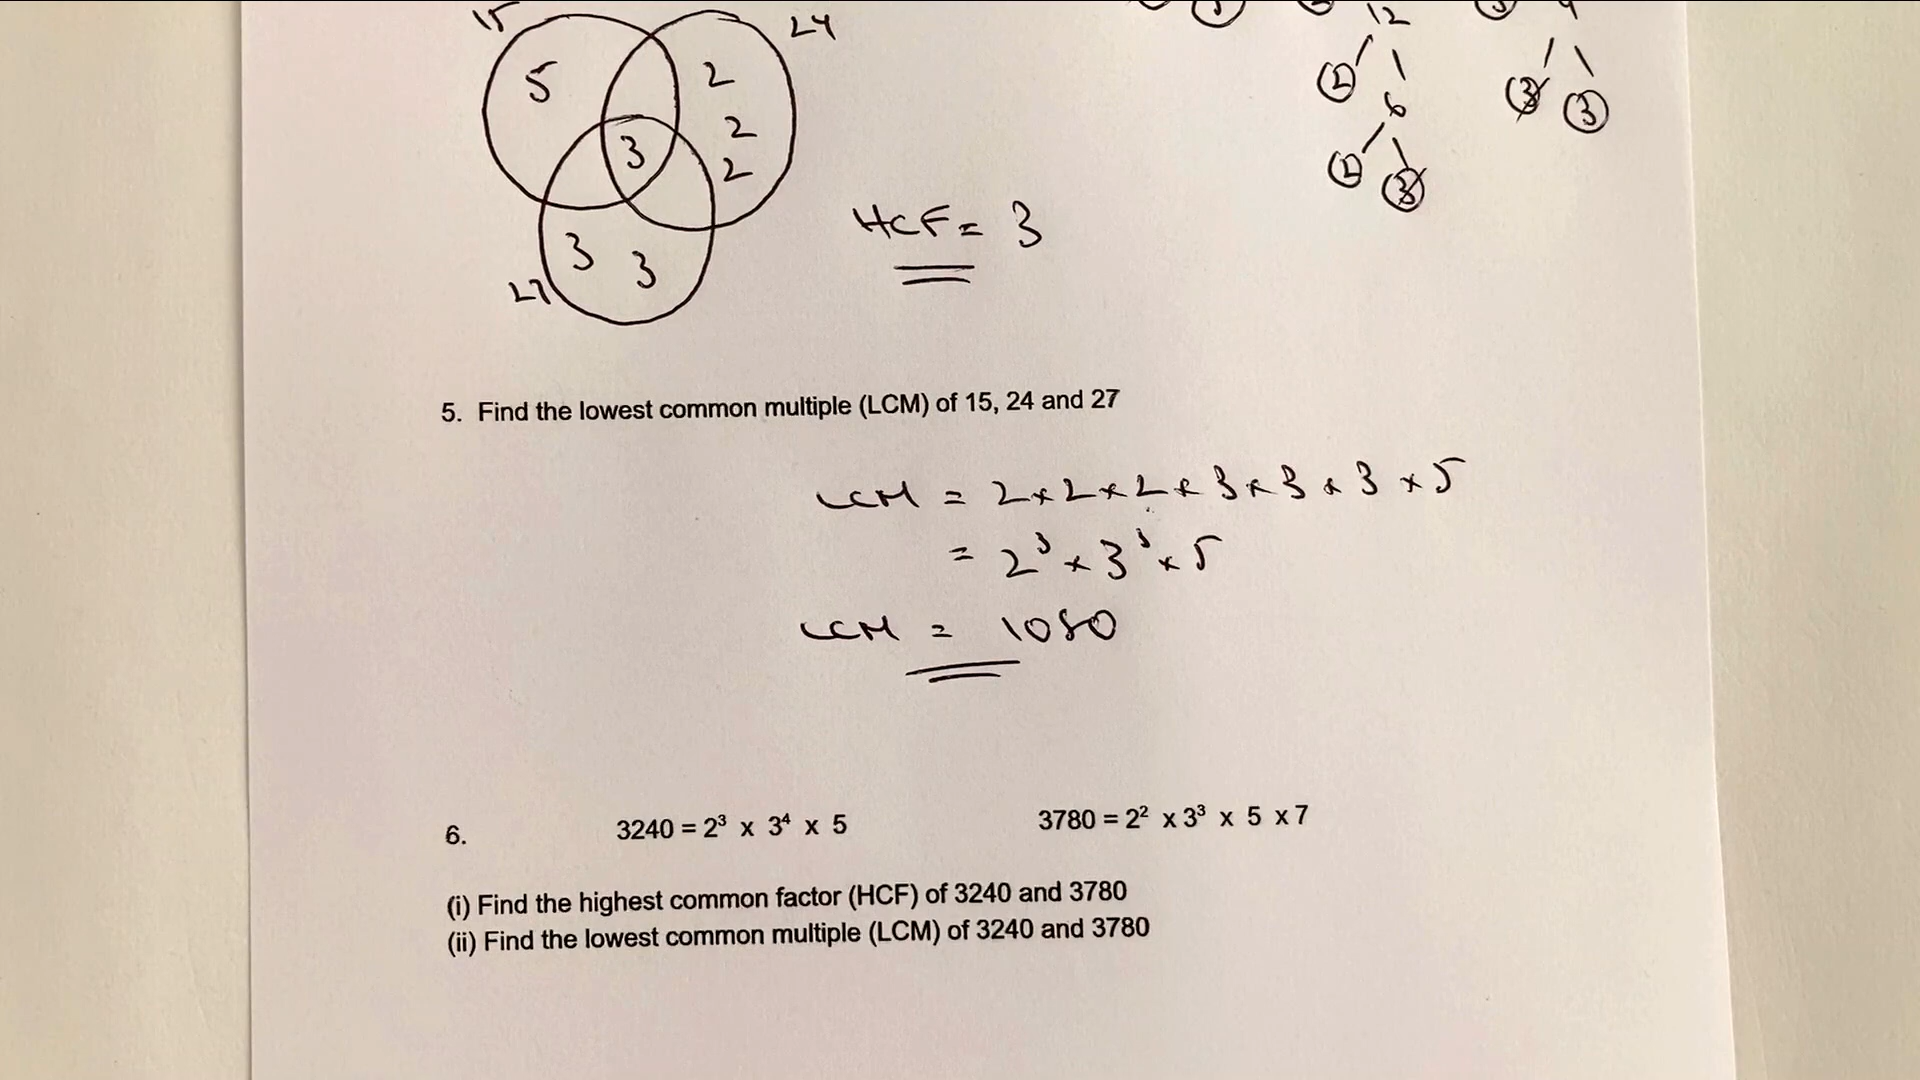 15
24
5
2
2
3
2
3
3
27
HCF = 3
12
2
6
2
3
3
3
5. Find the lowest common multiple (LCM) of 15, 24 and 27
LCM = 2 × 2 × 2 × 3 × 3 × 3 × 5
= 2³ × 3³ × 5
LCM = 1080
6. 3240 = 2³ x 3⁴ x 5 3780 = 2² x 3³ x 5 x 7
(i) Find the highest common factor (HCF) of 3240 and 3780
(ii) Find the lowest common multiple (LCM) of 3240 and 3780